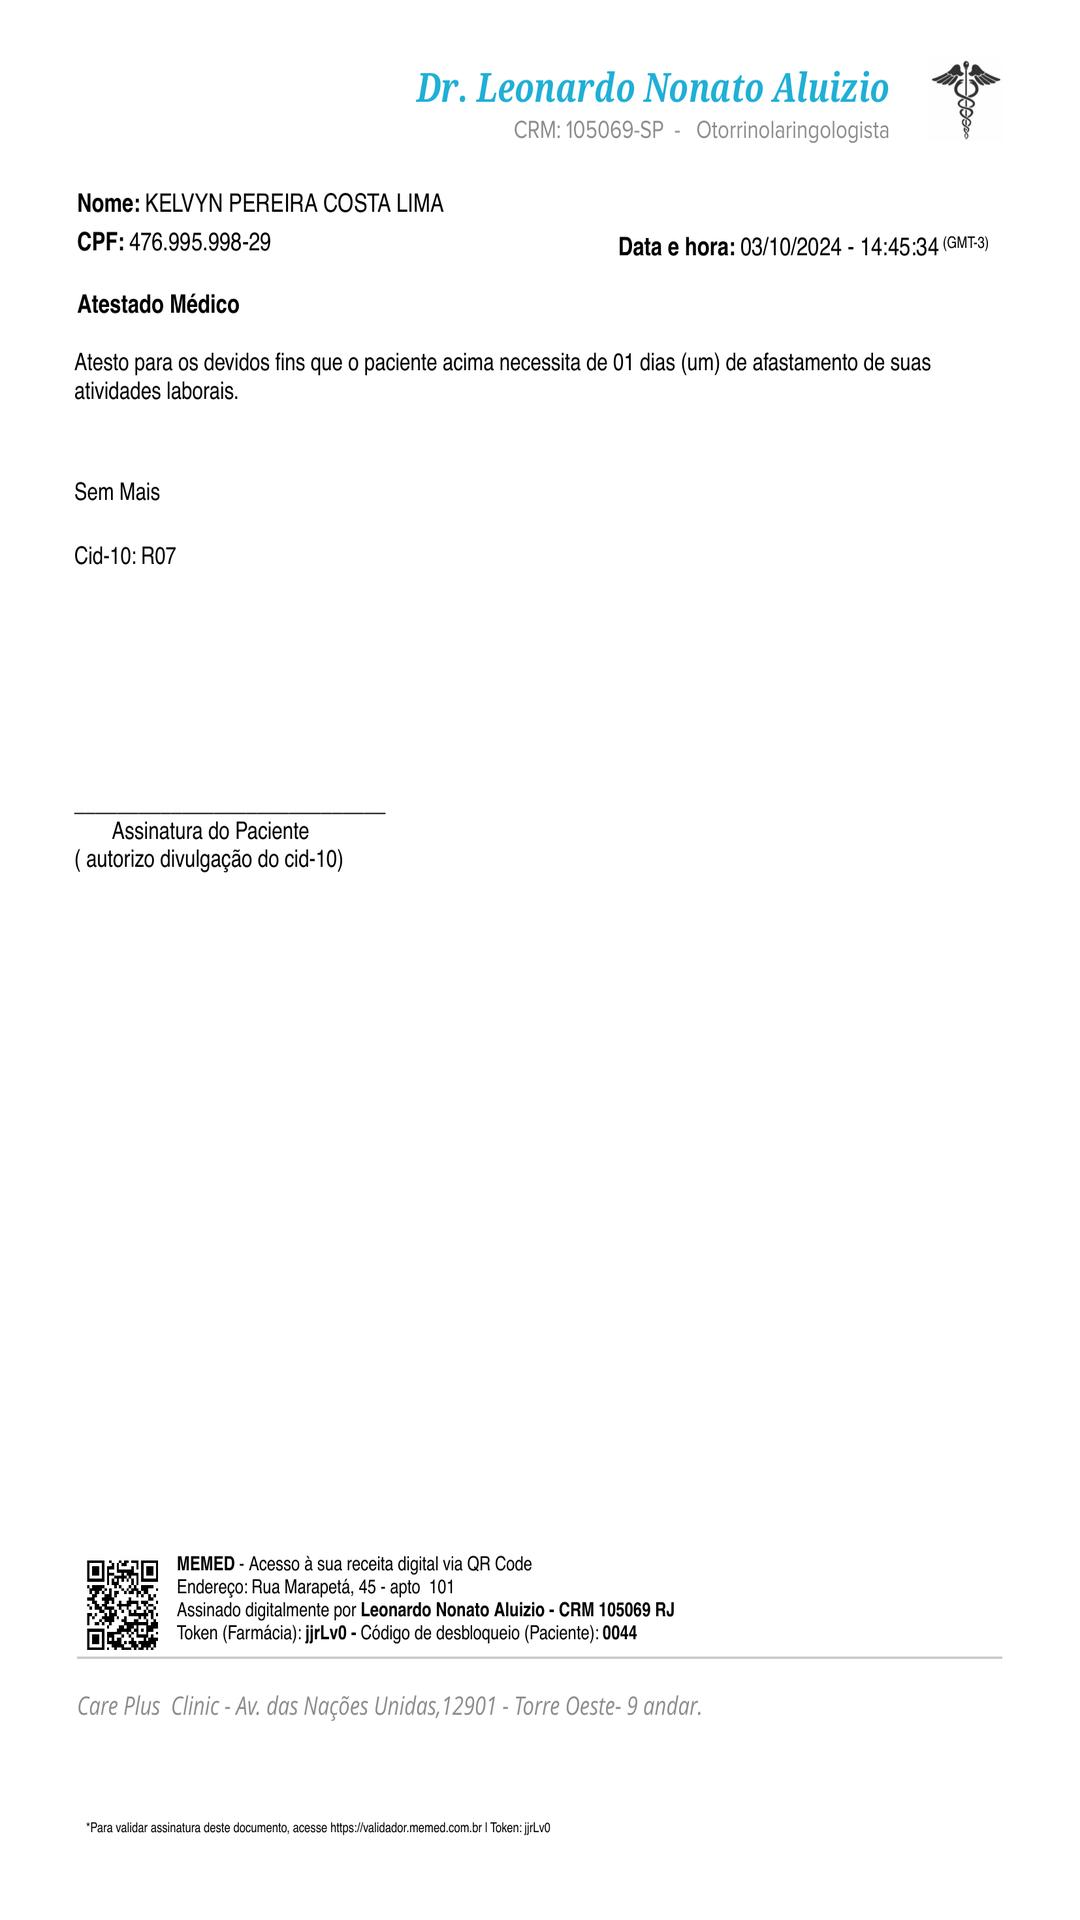 Dr. Leonardo Nonato Aluizio
CRM: 105069-SP - Otorrinolaringologista
Nome: KELVYN PEREIRA COSTA LIMA
CPF: 476.995.998-29
Data e hora: 03/10/2024 - 14:45:34 (GMT-3)
Atestado Médico
Atesto para os devidos fins que o paciente acima necessita de 01 dias (um) de afastamento de suas
atividades laborais.
Sem Mais
Cid-10: R07
_____________________________
Assinatura do Paciente
( autorizo divulgação do cid-10)
MEMED - Acesso à sua receita digital via QR Code
Endereço: Rua Marapetá, 45 - apto 101
Assinado digitalmente por Leonardo Nonato Aluizio - CRM 105069 RJ
Token (Farmácia): jjrLv0 - Código de desbloqueio (Paciente): 0044
Care Plus Clinic - Av. das Nações Unidas,12901 - Torre Oeste- 9 andar.
*Para validar assinatura deste documento, acesse https://validador.memed.com.br | Token: jjrLv0